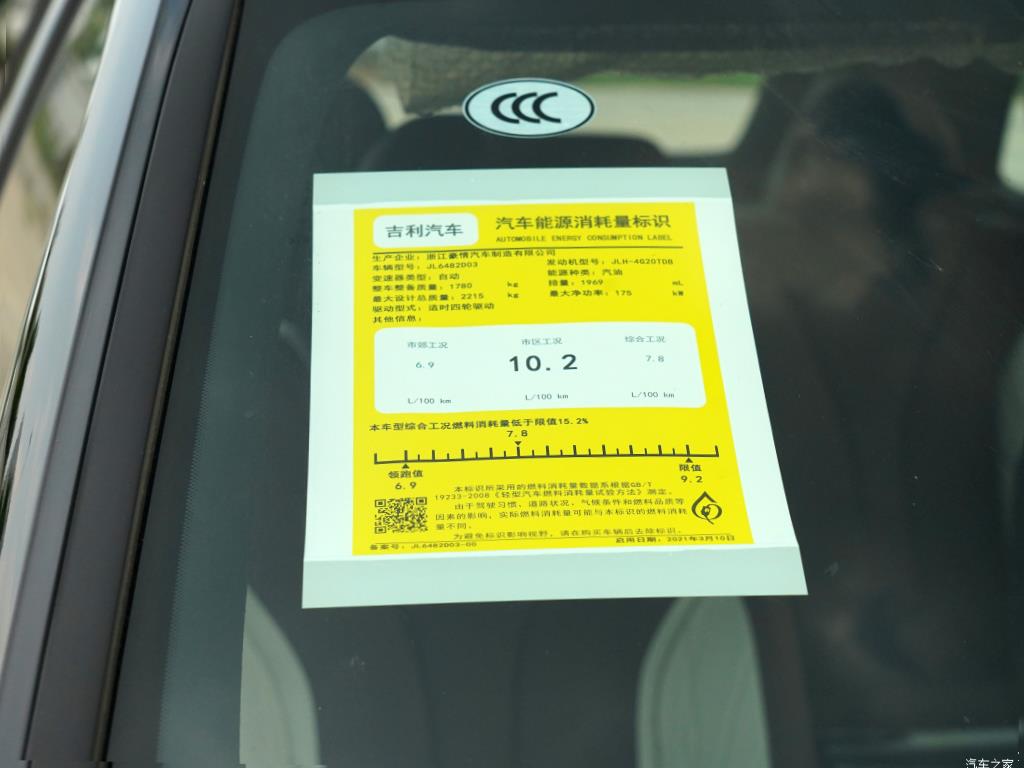 CCC
吉利汽车
汽车能源消耗量标识
AUTOMOBILE ENERGY CONSUMPTION LABEL
生产企业：浙江豪情汽车制造有限公司
车辆型号：JL6482D03 发动机型号：JLH-4G20TDB
变速器类型：自动 能源种类：汽油
整车整备质量：1780 kg 排量：1969 mL
最大设计总质量：2215 kg 最大净功率：175 kW
驱动型式：适时四轮驱动
其他信息：
市郊工况 市区工况 综合工况
6.9 10.2 7.8
L/100 km L/100 km L/100 km
本车型综合工况燃料消耗量低于限值15.2%
7.8
领跑值 限值
6.9 9.2
本标识所采用的燃料消耗量数据系根据GB/T
19233-2008《轻型汽车燃料消耗量试验方法》测定。
由于驾驶习惯、道路状况、气候条件和燃料品质等
因素的影响，实际燃料消耗量可能与本标识的燃料消耗
量不同。
为避免标识影响视野，请在购买车辆后去除标识。
备案号：JL6482D03-00 启用日期：2021年3月10日
汽车之家